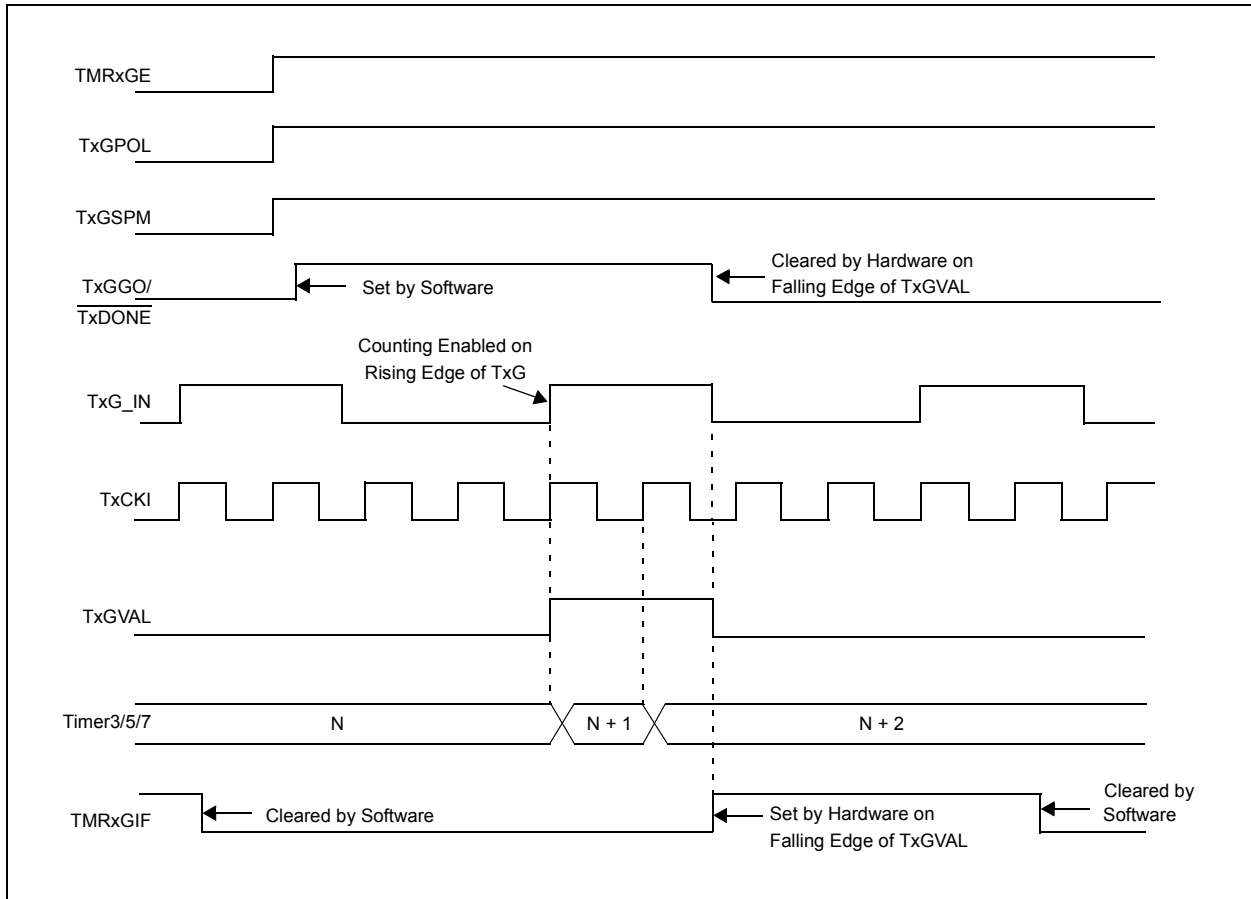 TMRxGE
TxGPOL
TxGSPM
TxGGO/
TxDONE
Set by Software
Cleared by Hardware on
Falling Edge of TxGVAL
Counting Enabled on
Rising Edge of TxG
TxG_IN
TxCKI
TxGVAL
Timer3/5/7
N
N + 1
N + 2
TMRxGIF
Cleared by Software
Set by Hardware on
Falling Edge of TxGVAL
Cleared by
Software